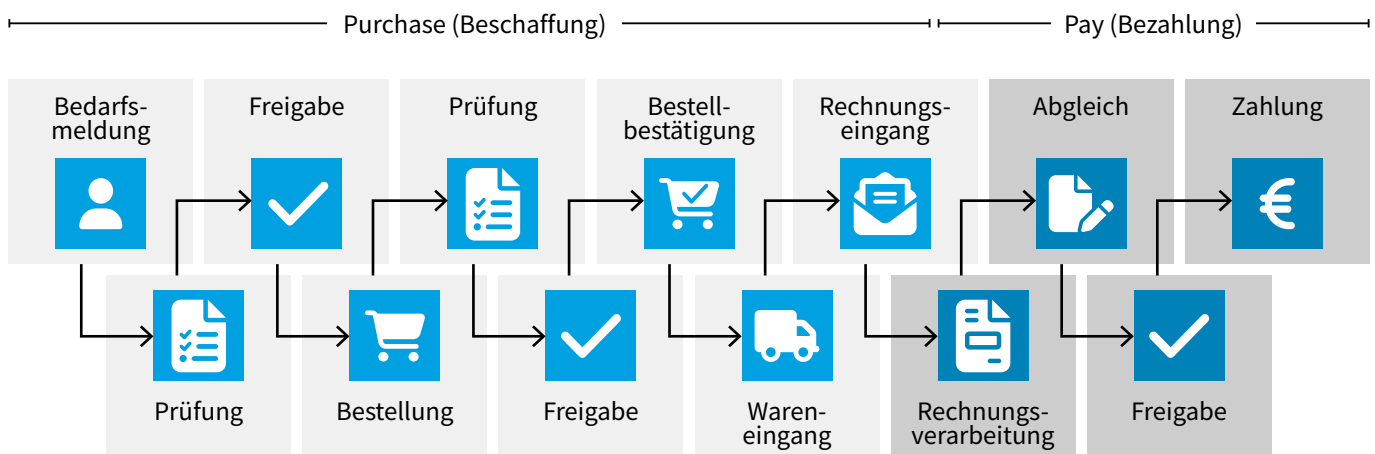 Purchase (Beschaffung)
Pay (Bezahlung)
Bedarfs-
meldung
Freigabe
Prüfung
Bestell-
bestätigung
Rechnungs-
eingang
Abgleich
Zahlung
Prüfung
Bestellung
Freigabe
Waren-
eingang
Rechnungs-
verarbeitung
Freigabe